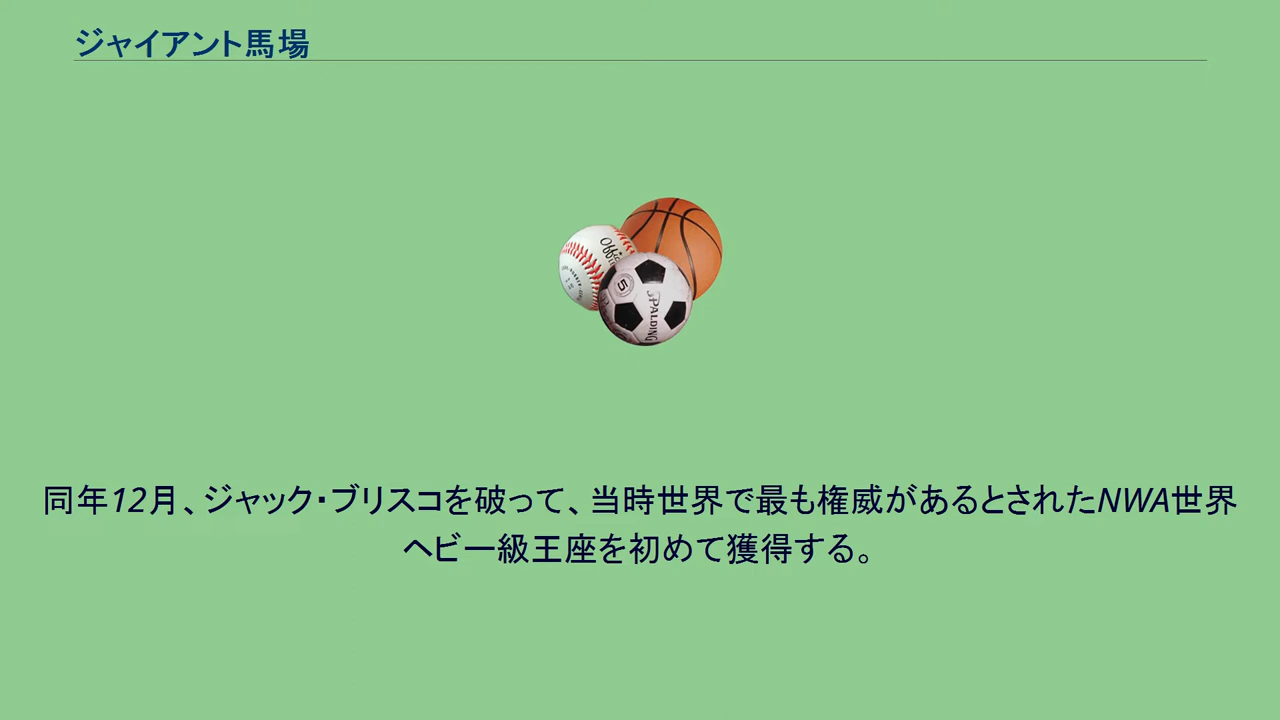 ジャイアント馬場
Offici
5
SPALDING
同年12月、ジャック・ブリスコを破って、当時世界で最も権威があるとされたNWA世界
ヘビー級王座を初めて獲得する。